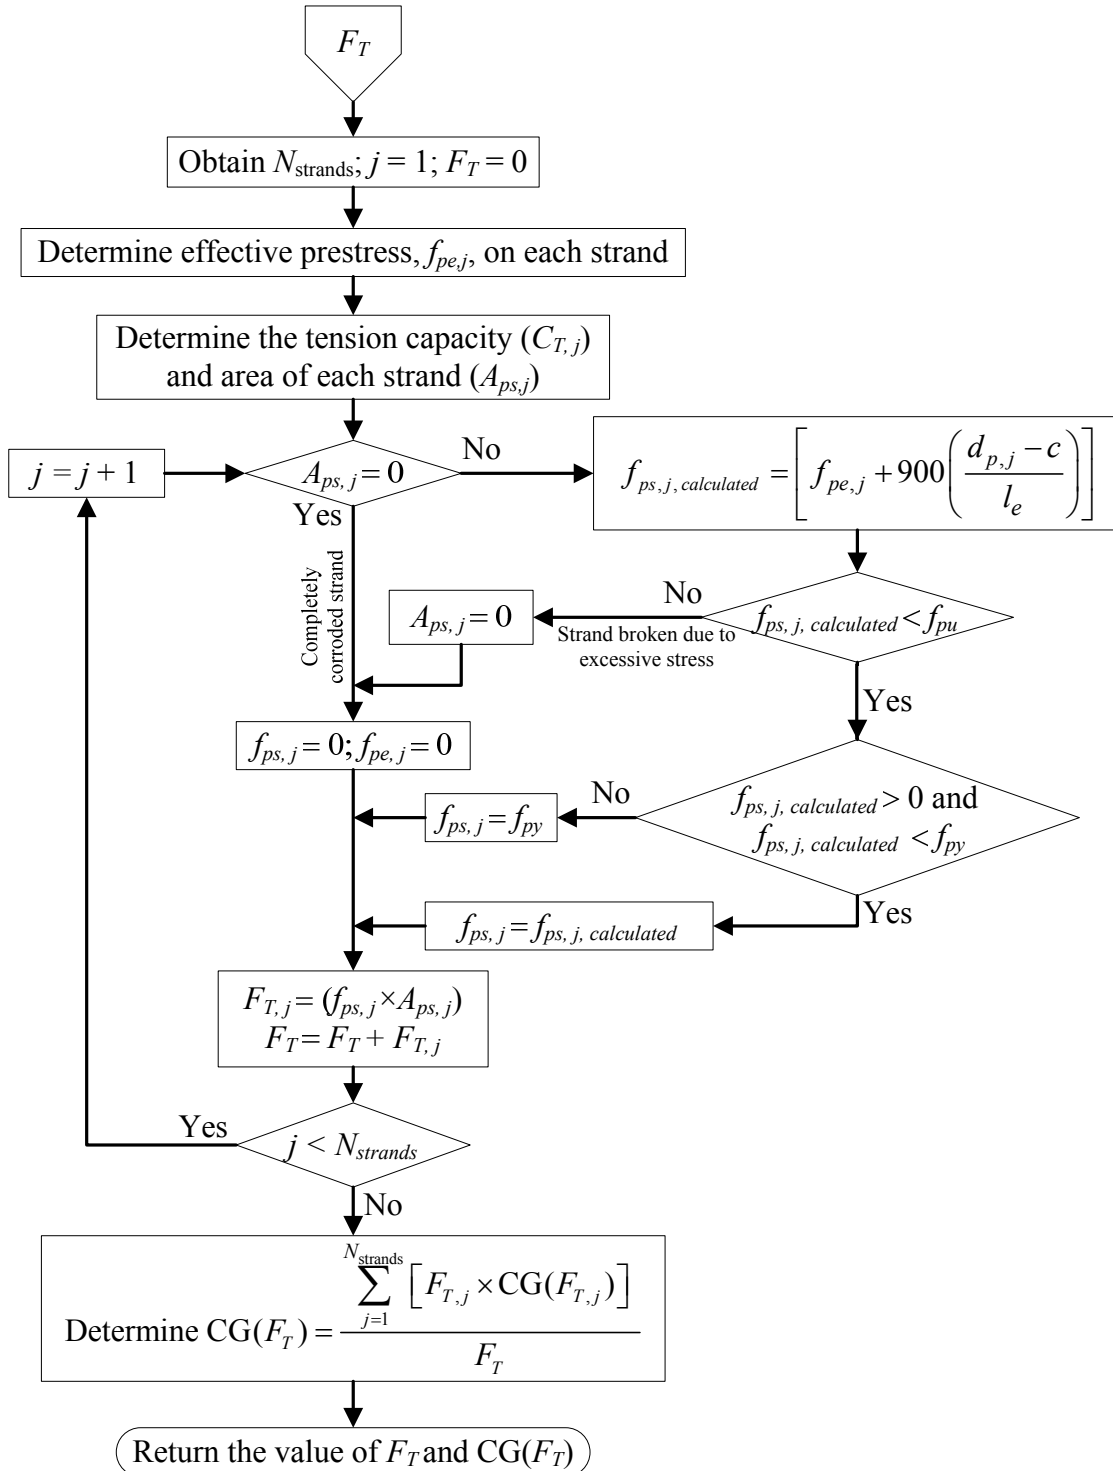 F_T
Obtain N_strands; j = 1; F_T = 0
Determine effective prestress, f_pe,j, on each strand
Determine the tension capacity (C_T, j)
and area of each strand (A_ps,j)
j = j + 1
A_ps, j = 0
No
f_ps, j, calculated = [f_pe, j + 900((d_p, j − c) / l_e)]
Yes
Completely
corroded strand
A_ps, j = 0
No
Strand broken due to
excessive stress
f_ps, j, calculated < f_pu
Yes
f_ps, j = 0; f_pe, j = 0
f_ps, j = f_py
No
f_ps, j, calculated > 0 and
f_ps, j, calculated < f_py
Yes
f_ps, j = f_ps, j, calculated
F_T, j = (f_ps, j × A_ps, j)
F_T = F_T + F_T, j
Yes
j < N_strands
No
Determine CG(F_T) = ∑_{j=1}^{N_strands} [F_T, j × CG(F_T, j)] / F_T
Return the value of F_T and CG(F_T)